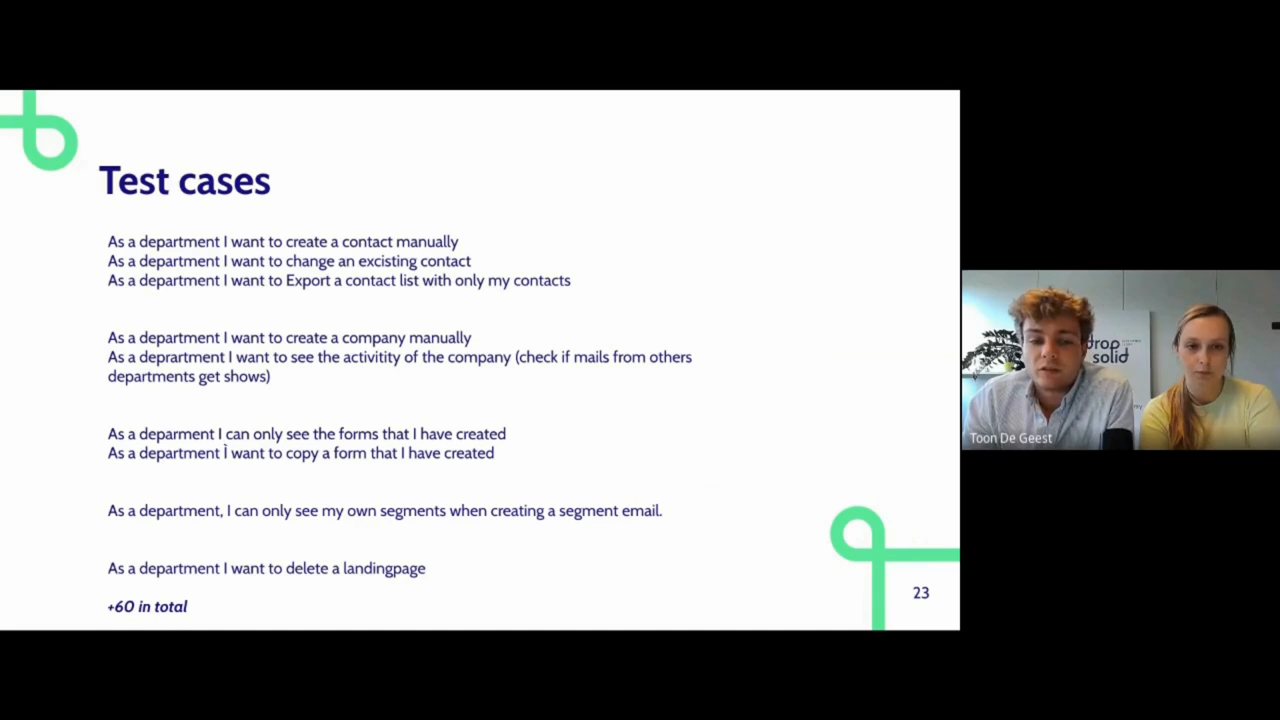 Test cases
As a department I want to create a contact manually
As a department I want to change an excisting contact
As a department I want to Export a contact list with only my contacts
As a department I want to create a company manually
As a deprartment I want to see the activitity of the company (check if mails from others
departments get shows)
As a deparment I can only see the forms that I have created
As a department Ì want to copy a form that I have created
As a department, I can only see my own segments when creating a segment email.
As a department I want to delete a landingpage
+60 in total
23
drop
solid
Toon De Geest